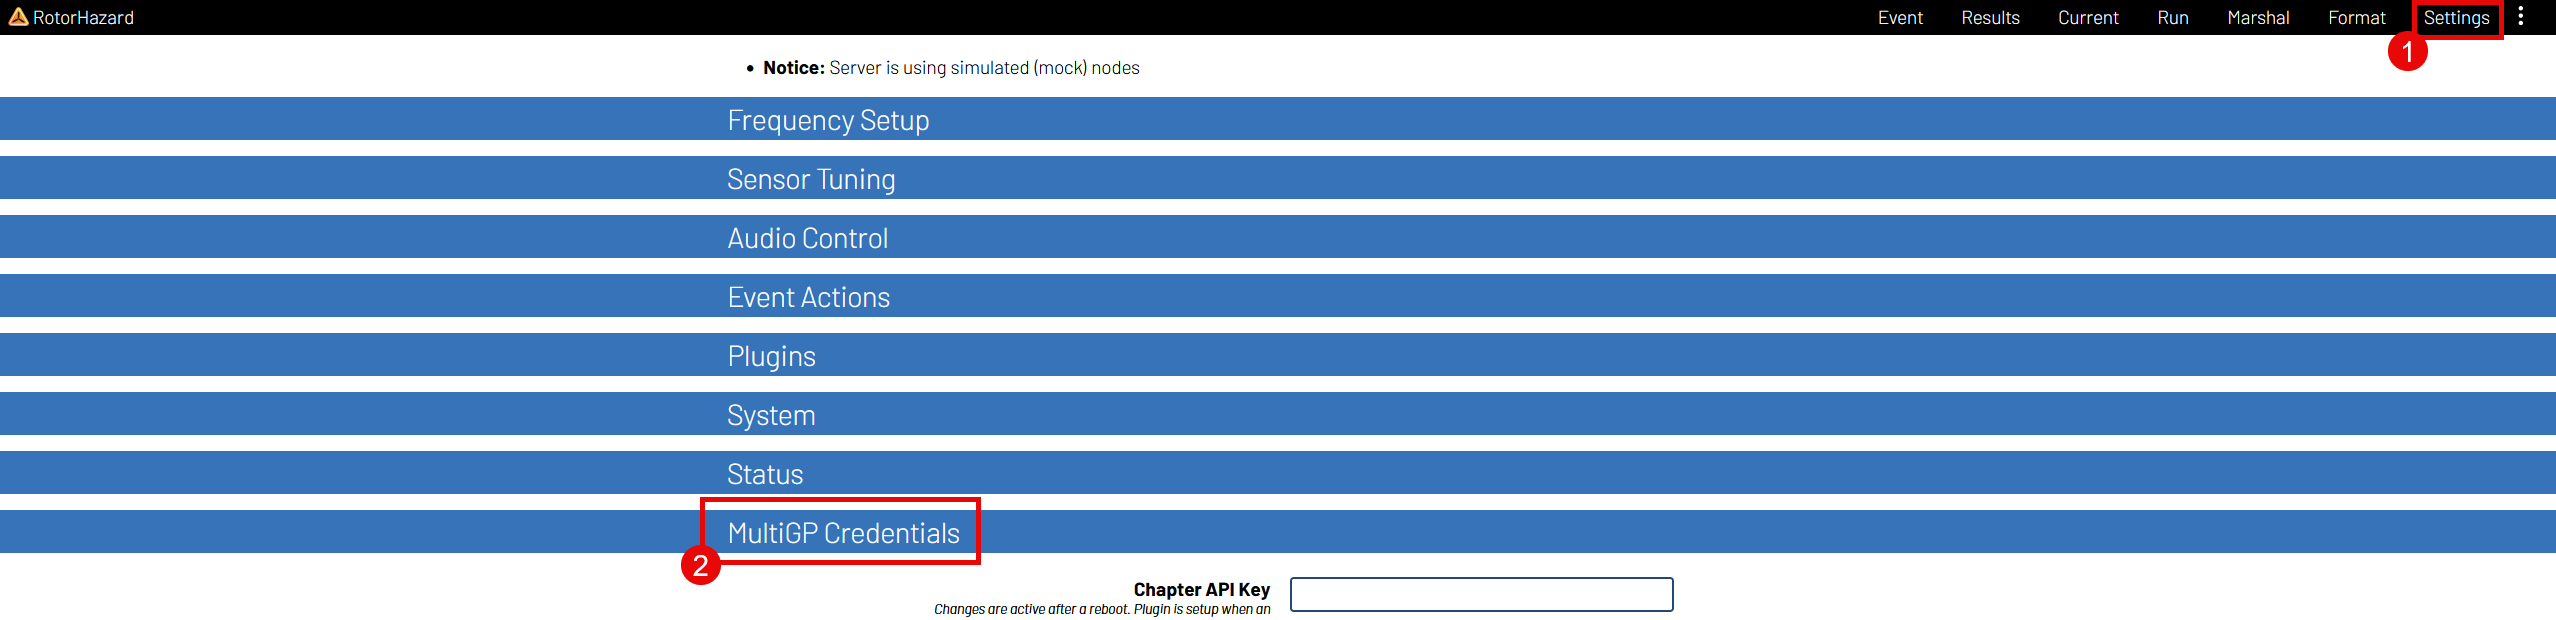 RotorHazard Event Results Current Run Marshal Format Settings
1
• Notice: Server is using simulated (mock) nodes
Frequency Setup
Sensor Tuning
Audio Control
Event Actions
Plugins
System
Status
MultiGP Credentials
2
Chapter API Key
Changes are active after a reboot. Plugin is setup when an